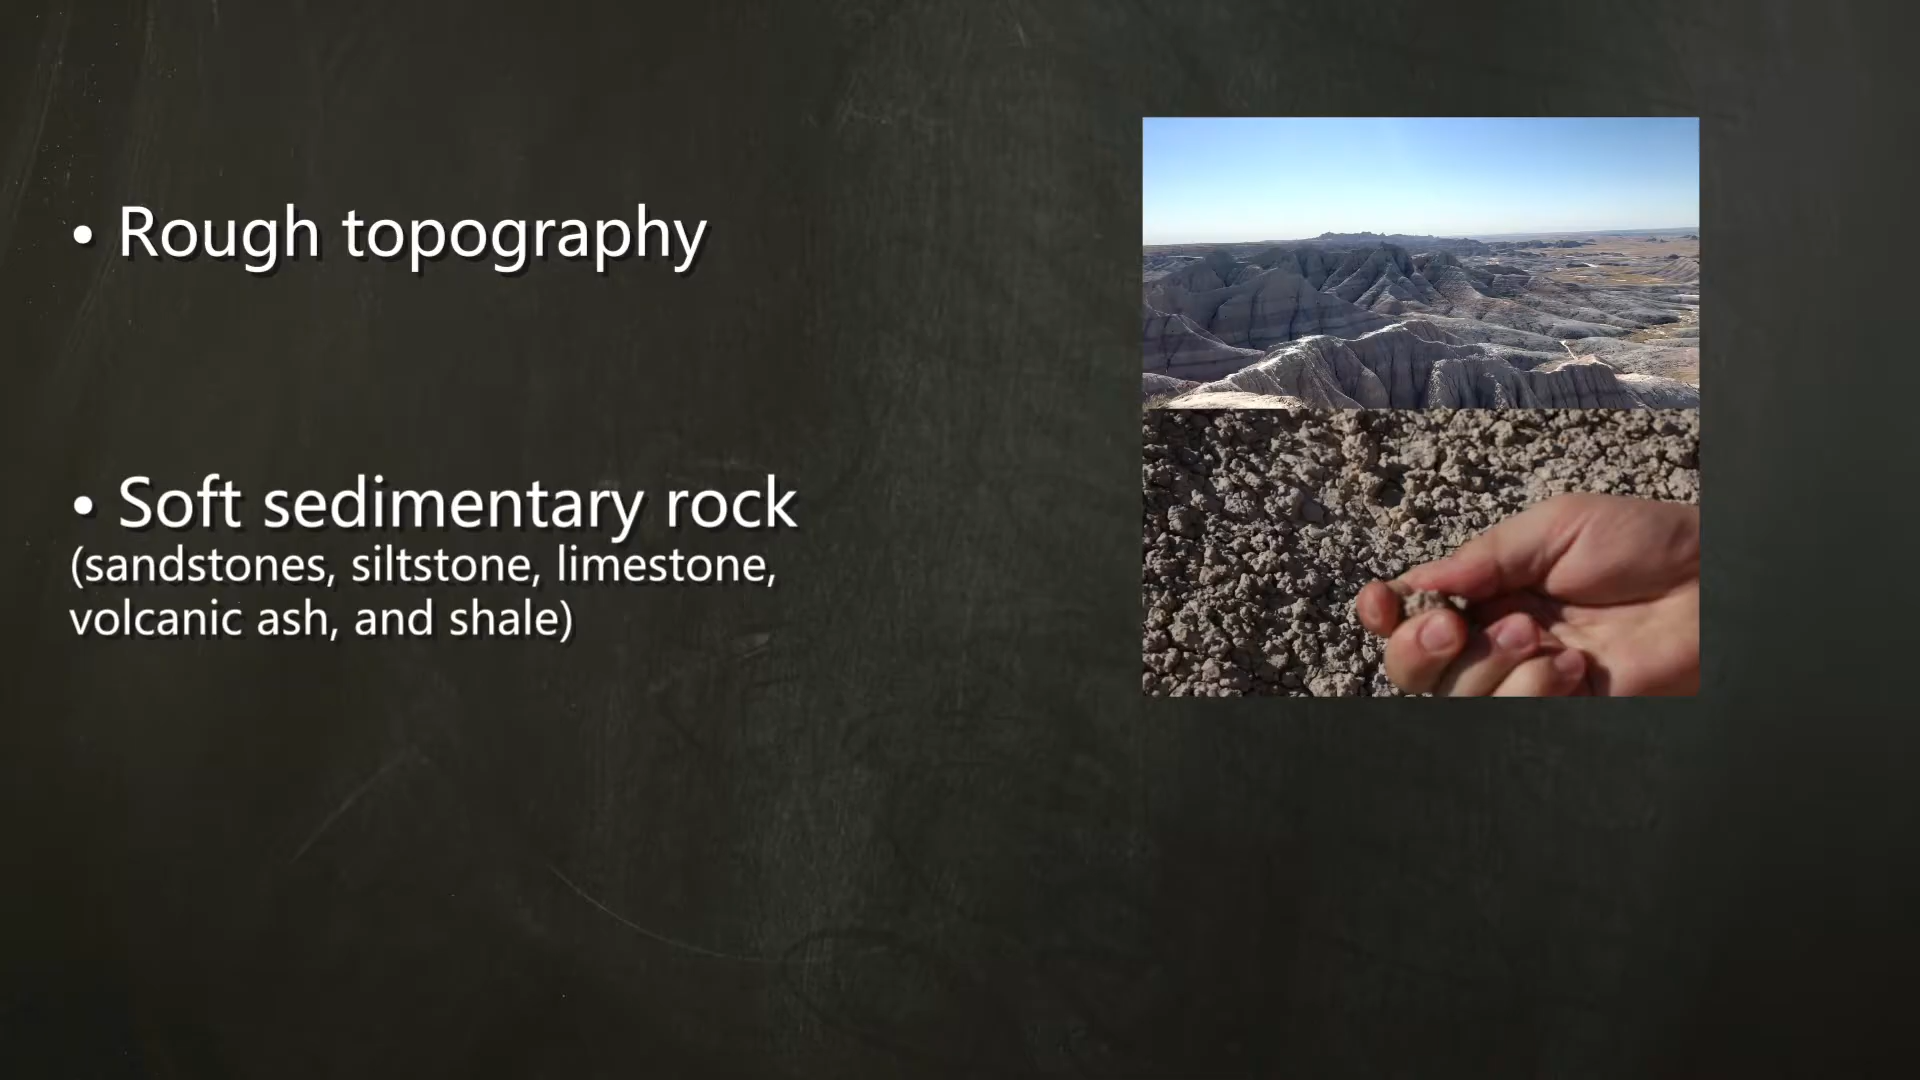 • Rough topography
• Soft sedimentary rock
(sandstones, siltstone, limestone,
volcanic ash, and shale)